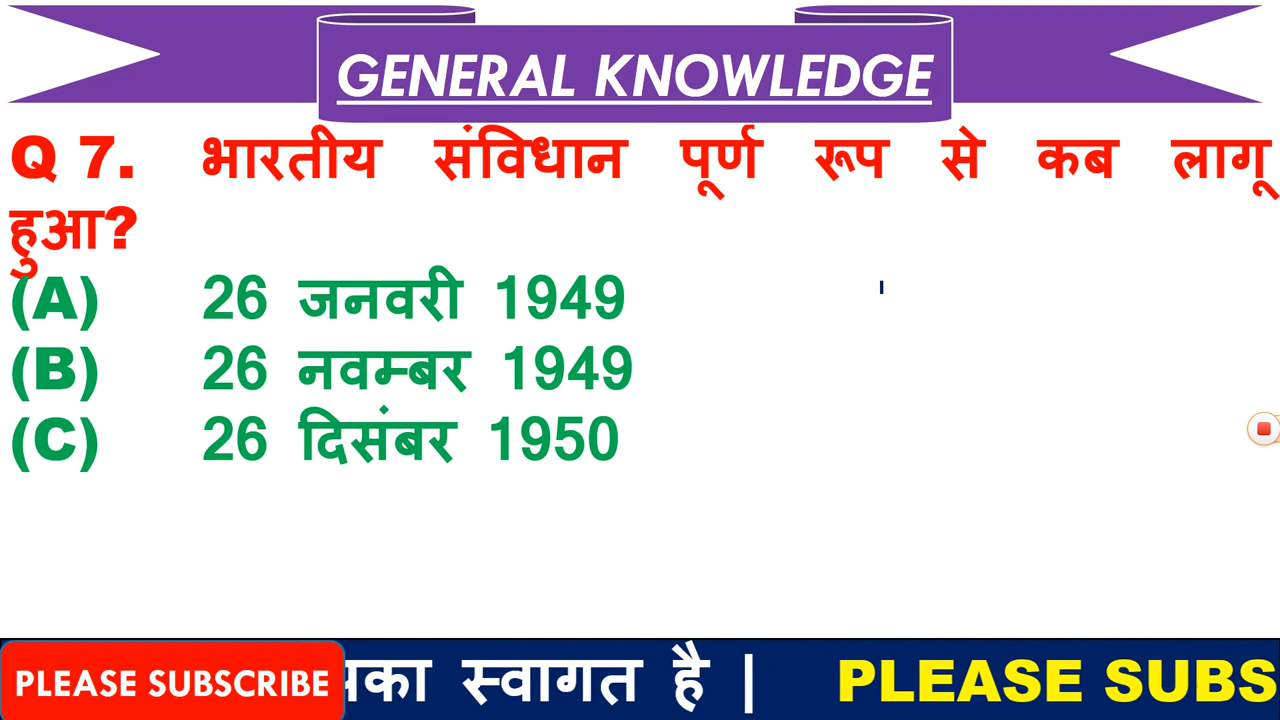 GENERAL KNOWLEDGE
Q 7. भारतीय संविधान पूर्ण रूप से कब लागू
हुआ?
(A) 26 जनवरी 1949
(B) 26 नवम्बर 1949
(C) 26 दिसंबर 1950
PLEASE SUBSCRIBE स्वागत है | PLEASE SUBS